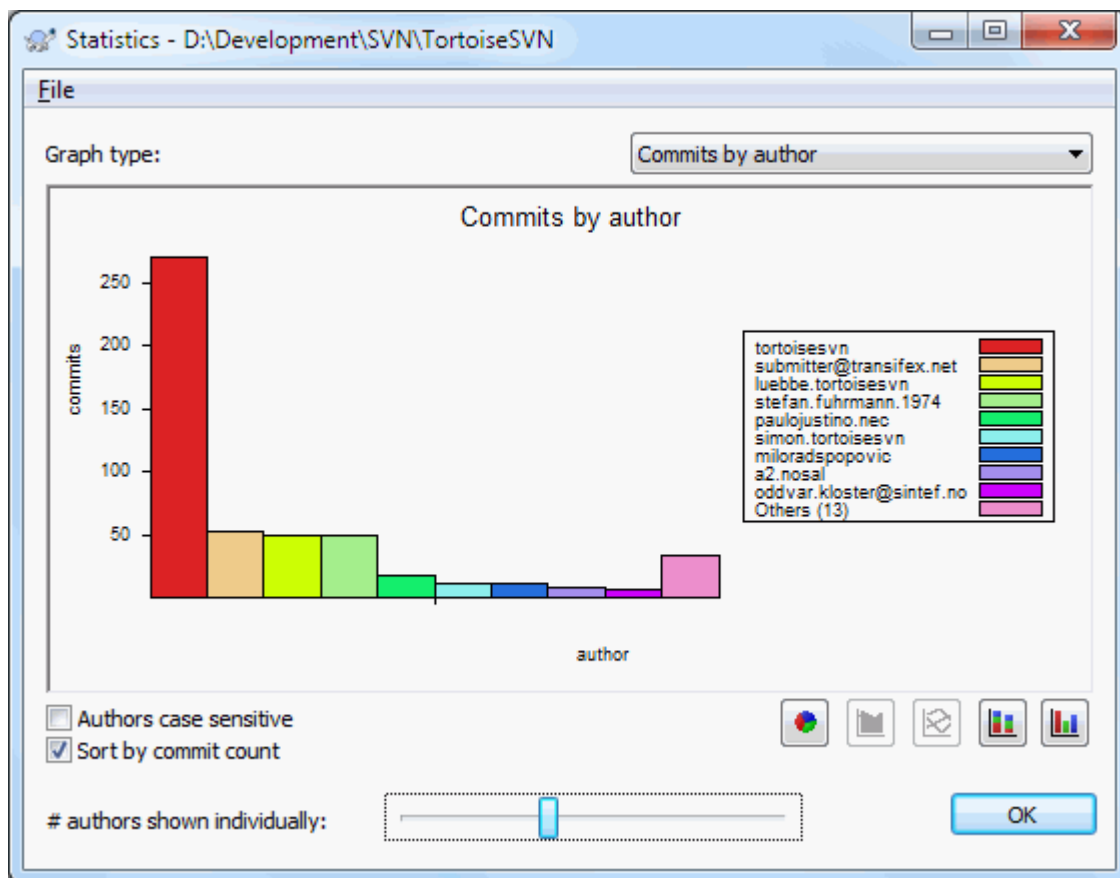 Statistics - D:\Development\SVN\TortoiseSVN
File
Graph type:
Commits by author
Commits by author
250
200
150
100
50
commits
author
tortoisesvn
submitter@transifex.net
luebbe.tortoisesvn
stefan.fuhrmann.1974
paulojustino.nec
simon.tortoisesvn
miloradspopovic
a2.nosal
oddvar.kloster@sintef.no
Others (13)
Authors case sensitive
Sort by commit count
# authors shown individually:
OK